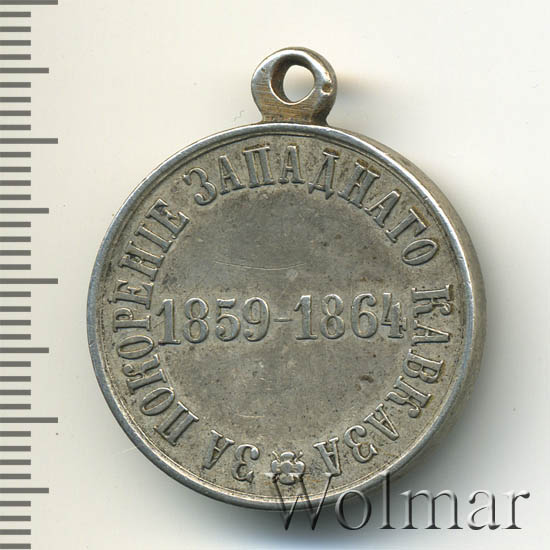 ЗА ПОКОРЕНІЕ ЗАПАДНАГО КАВКАЗА
1859-1864
Wolmar